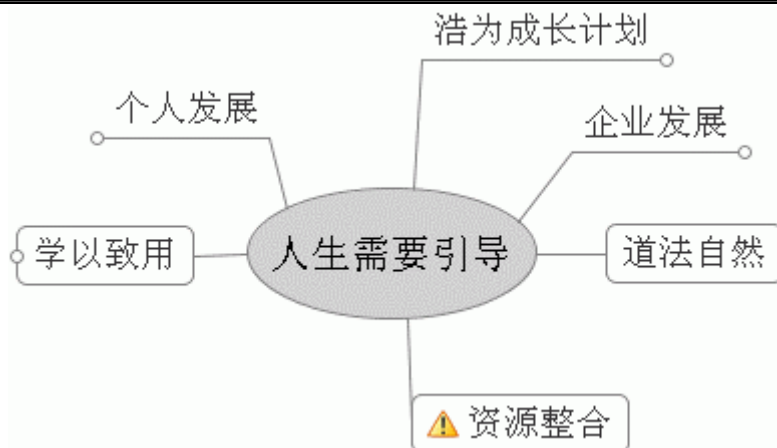 浩为成长计划
个人发展
企业发展
学以致用
人生需要引导
道法自然
资源整合